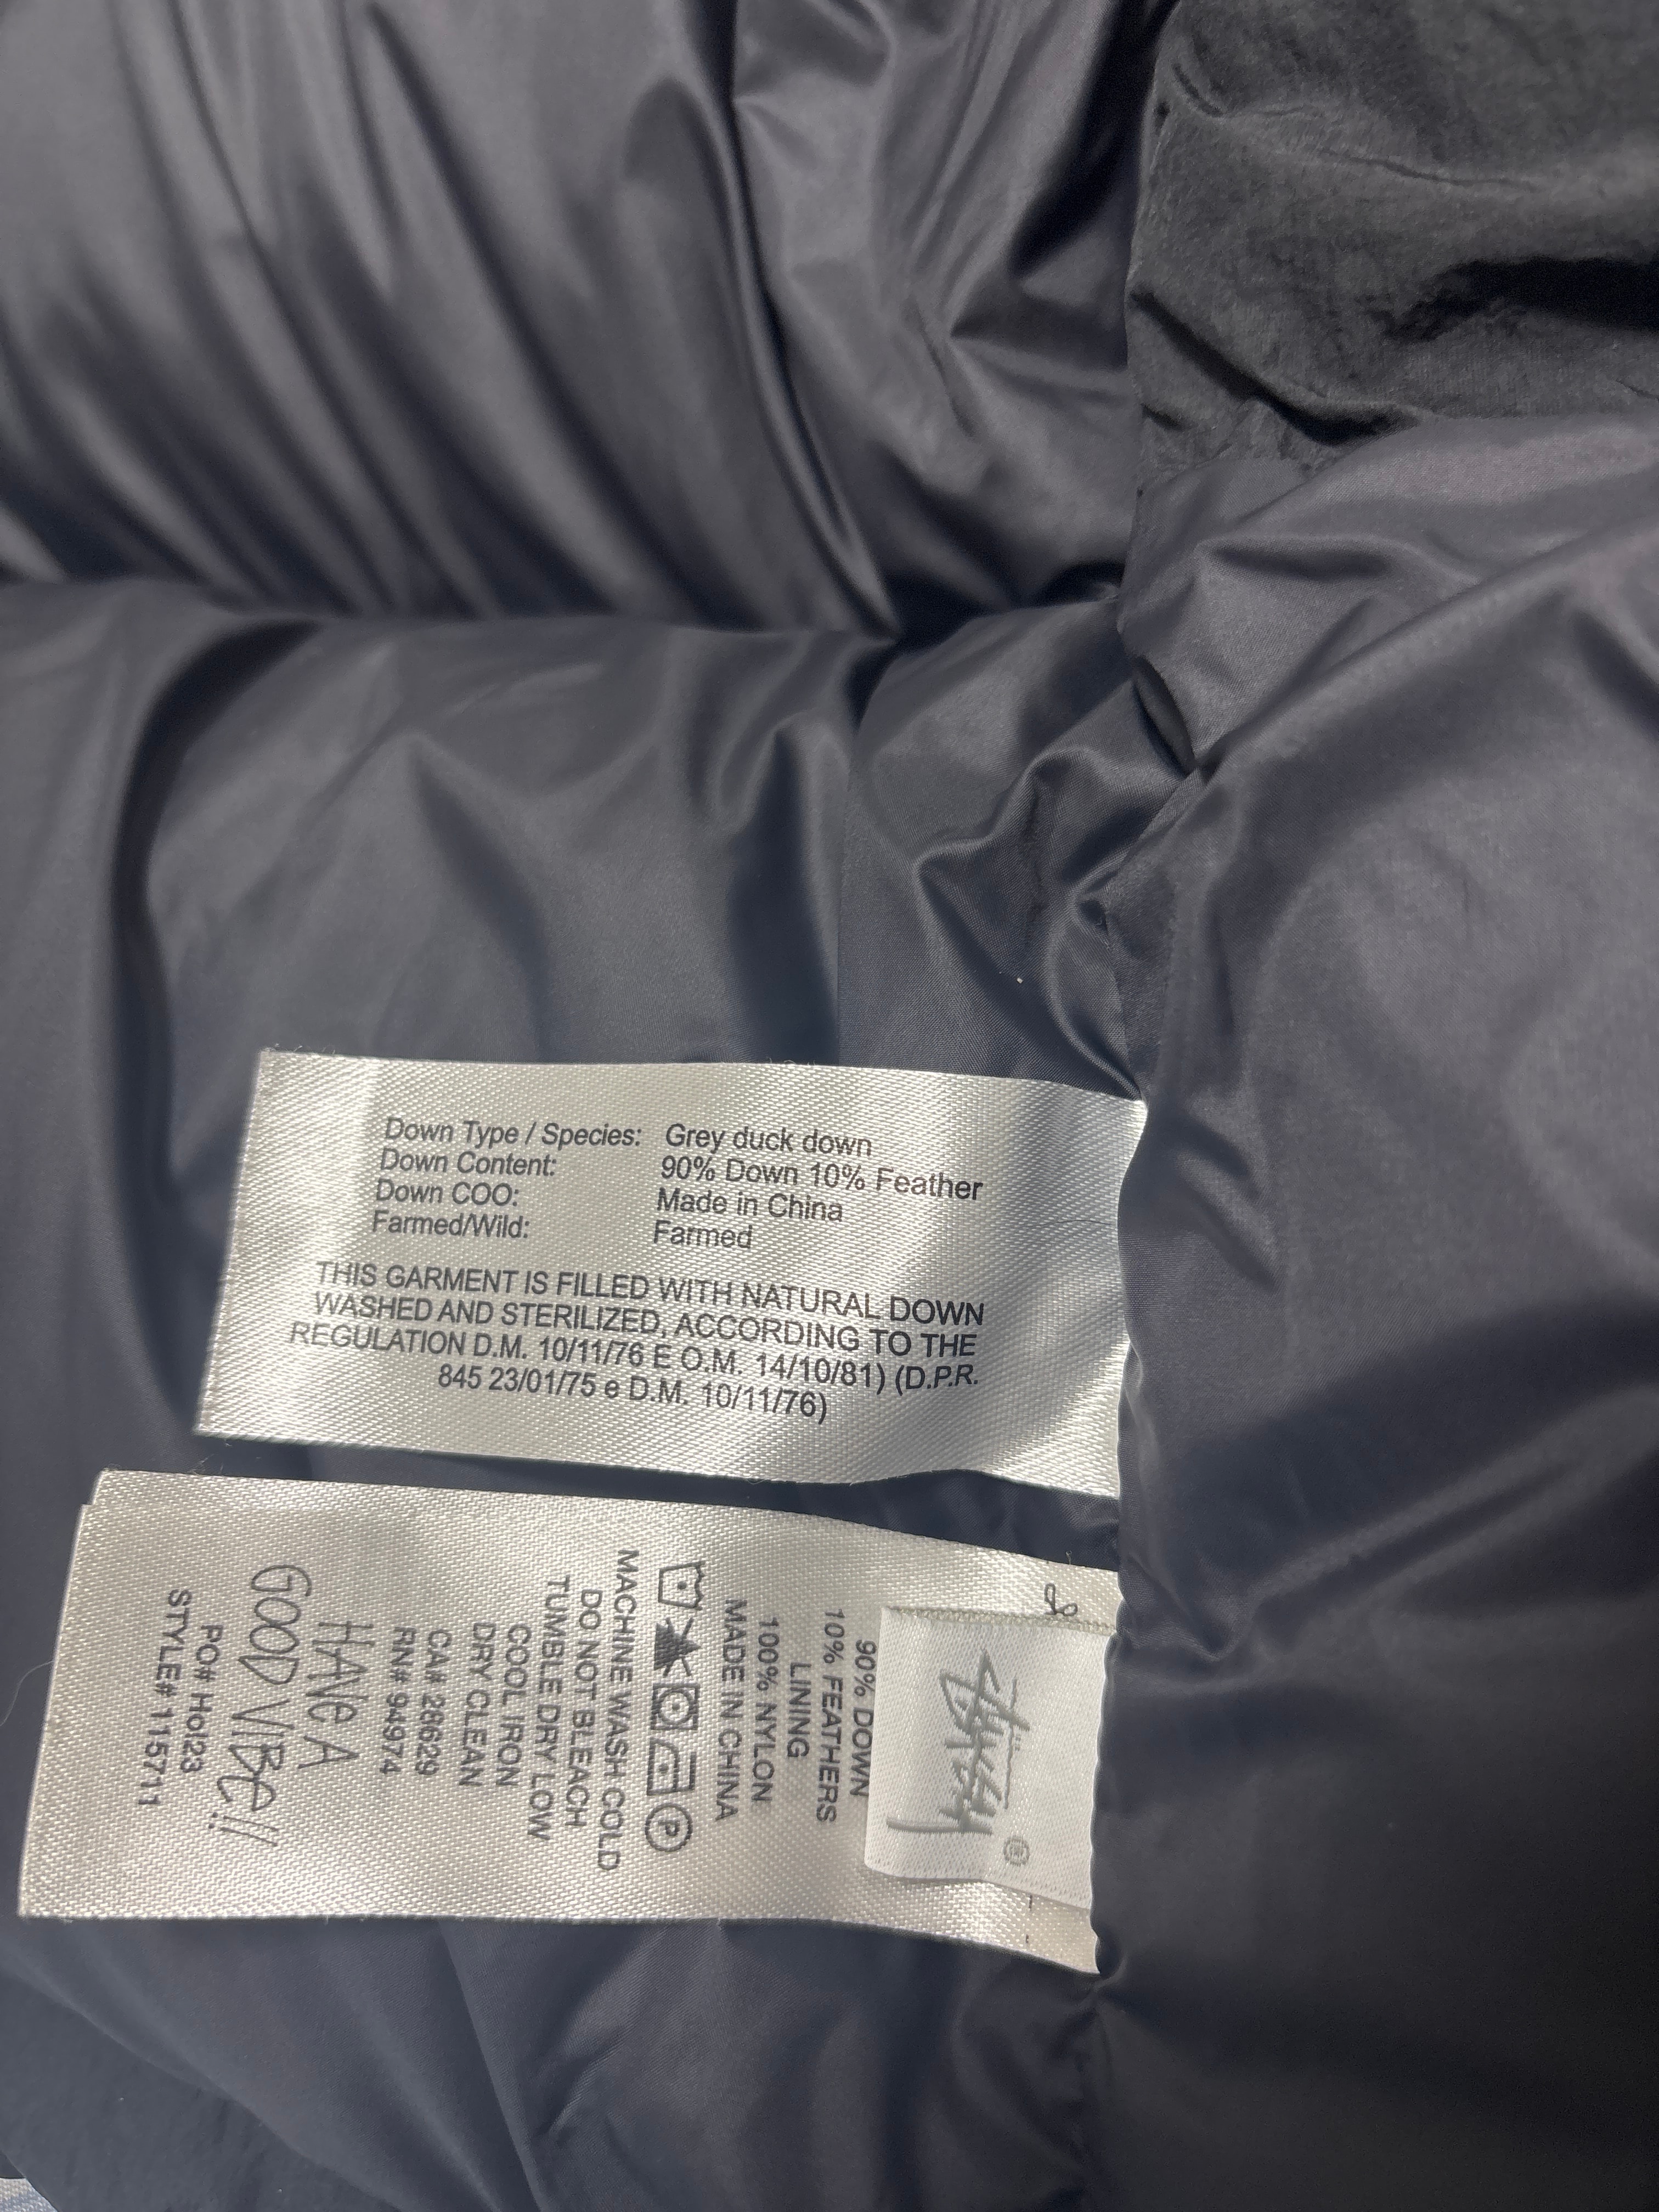 Down Type / Species: Grey duck down
Down Content: 90% Down 10% Feather
Down COO: Made in China
Farmed/Wild: Farmed
THIS GARMENT IS FILLED WITH NATURAL DOWN
WASHED AND STERILIZED, ACCORDING TO THE
REGULATION D.M. 10/11/76 E O.M. 14/10/81) (D.P.R.
845 23/01/75 e D.M. 10/11/76)
Stüssy ®
90% DOWN
10% FEATHERS
LINING
100% NYLON
MADE IN CHINA
P
MACHINE WASH COLD
DO NOT BLEACH
TUMBLE DRY LOW
COOL IRON
DRY CLEAN
CA# 28629
RN# 94974
HAVE A
GOOD VIBE!!
PO# Hol23
STYLE# 115711